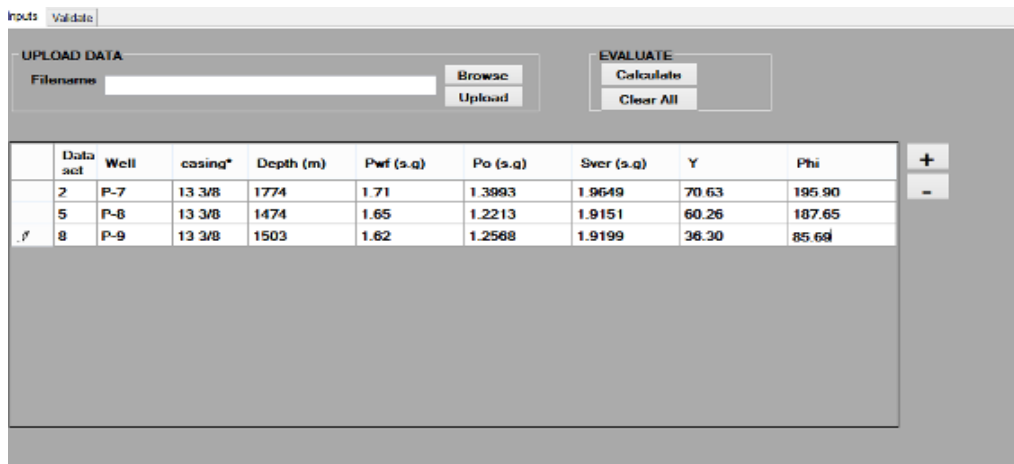 Inputs Validate
UPLOAD DATA
Filename
Browse
Upload
EVALUATE
Calculate
Clear All
Data set Well casing* Depth (m) Pwf (s.g) Po (s.g) Sver (s.g) Y Phi
2 P-7 13 3/8 1774 1.71 1.3993 1.9649 70.63 195.90
5 P-8 13 3/8 1474 1.65 1.2213 1.9151 60.26 187.65
8 P-9 13 3/8 1503 1.62 1.2568 1.9199 36.30 85.69
+
-